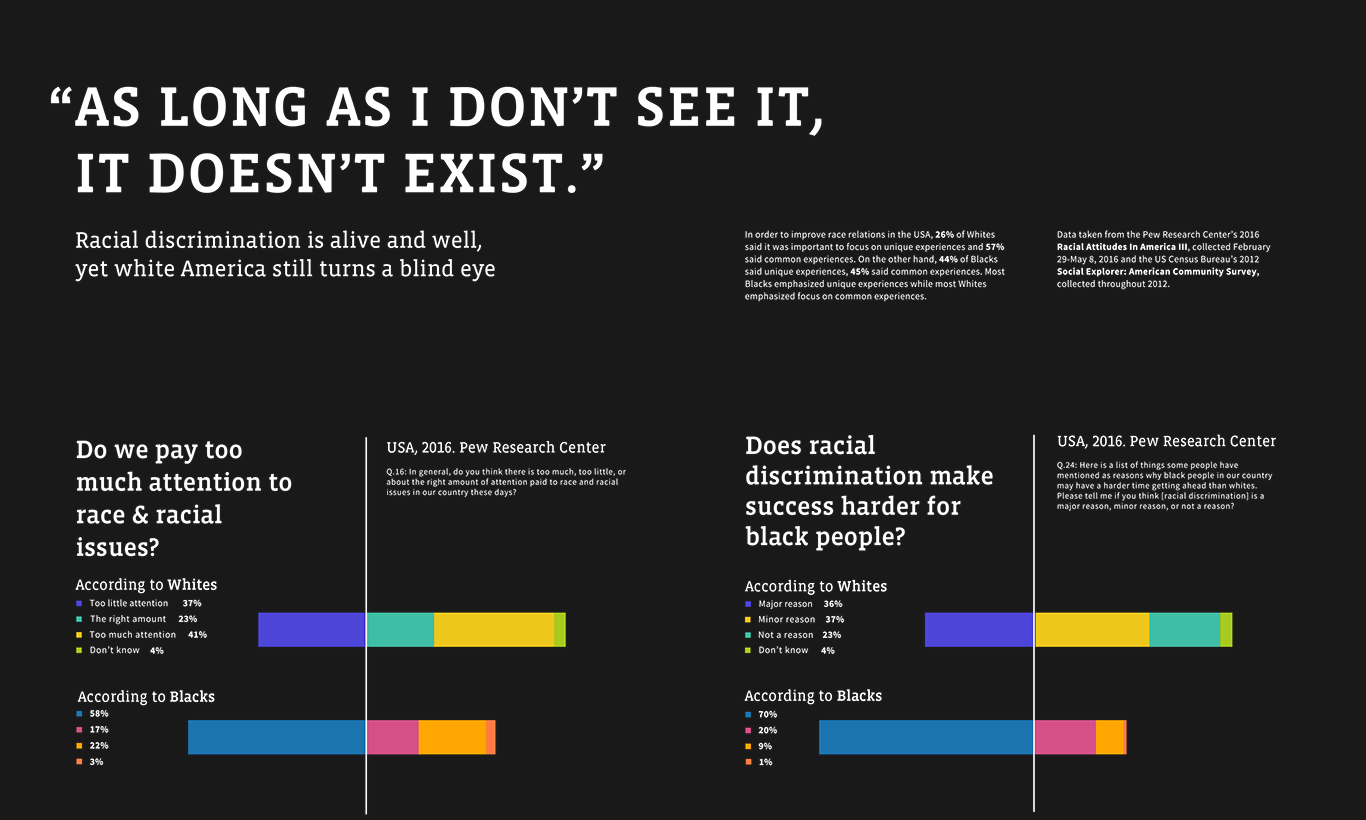 “AS LONG AS I DON’T SEE IT,
IT DOESN’T EXIST.”
Racial discrimination is alive and well,
yet white America still turns a blind eye
In order to improve race relations in the USA, 26% of Whites
said it was important to focus on unique experiences and 57%
said common experiences. On the other hand, 44% of Blacks
said unique experiences, 45% said common experiences. Most
Blacks emphasized unique experiences while most Whites
emphasized focus on common experiences.
Data taken from the Pew Research Center's 2016
Racial Attitudes In America III, collected February
29-May 8, 2016 and the US Census Bureau's 2012
Social Explorer: American Community Survey,
collected throughout 2012.
Do we pay too
much attention to
race & racial
issues?
USA, 2016. Pew Research Center
Q.16: In general, do you think there is too much, too little, or
about the right amount of attention paid to race and racial
issues in our country these days?
According to Whites
Too little attention 37%
The right amount 23%
Too much attention 41%
Don't know 4%
According to Blacks
58%
17%
22%
3%
Does racial
discrimination make
success harder for
black people?
USA, 2016. Pew Research Center
Q.24: Here is a list of things some people have
mentioned as reasons why black people in our country
may have a harder time getting ahead than whites.
Please tell me if you think [racial discrimination] is a
major reason, minor reason, or not a reason?
According to Whites
Major reason 36%
Minor reason 37%
Not a reason 23%
Don't know 4%
According to Blacks
70%
20%
9%
1%